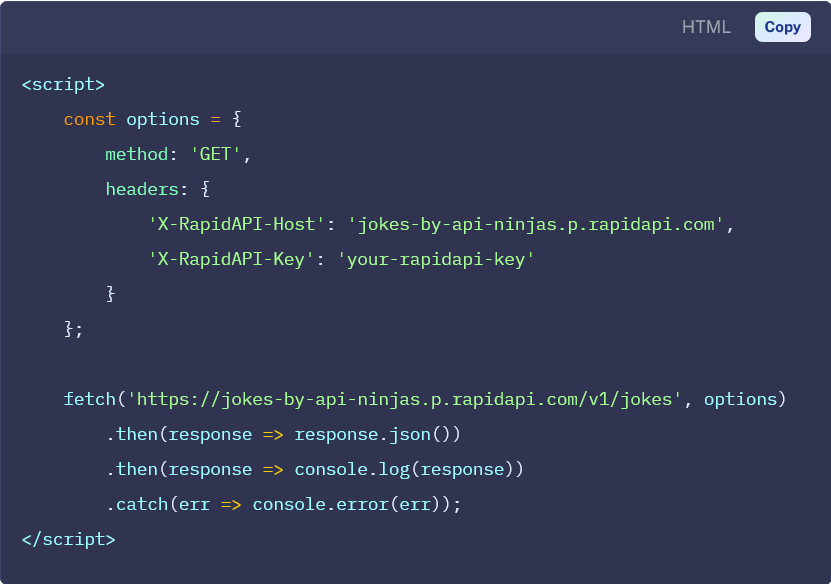 HTML
Copy
<script>
    const options = {
        method: 'GET',
        headers: {
            'X-RapidAPI-Host': 'jokes-by-api-ninjas.p.rapidapi.com',
            'X-RapidAPI-Key': 'your-rapidapi-key'
        }
    };

    fetch('https://jokes-by-api-ninjas.p.rapidapi.com/v1/jokes', options)
        .then(response => response.json())
        .then(response => console.log(response))
        .catch(err => console.error(err));
</script>